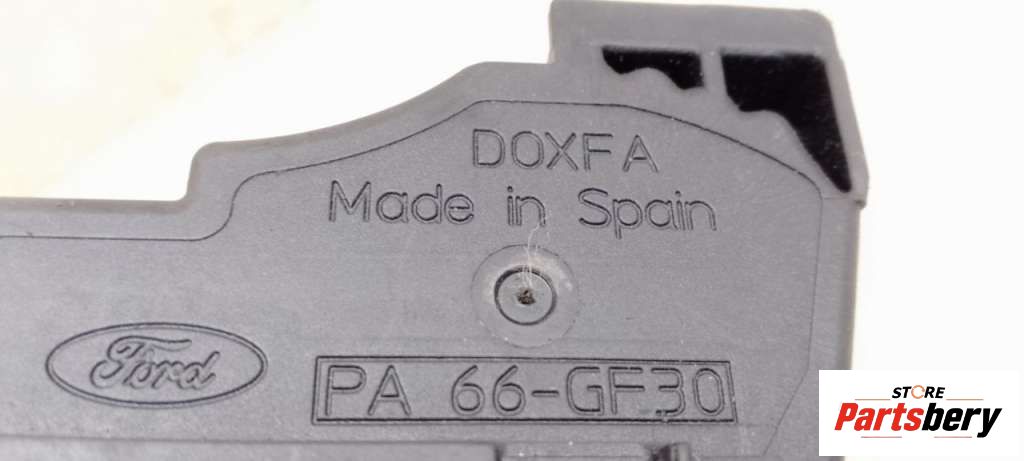 DOXFA
Made in Spain
Ford
PA 66-GF30
STORE
Partsbery